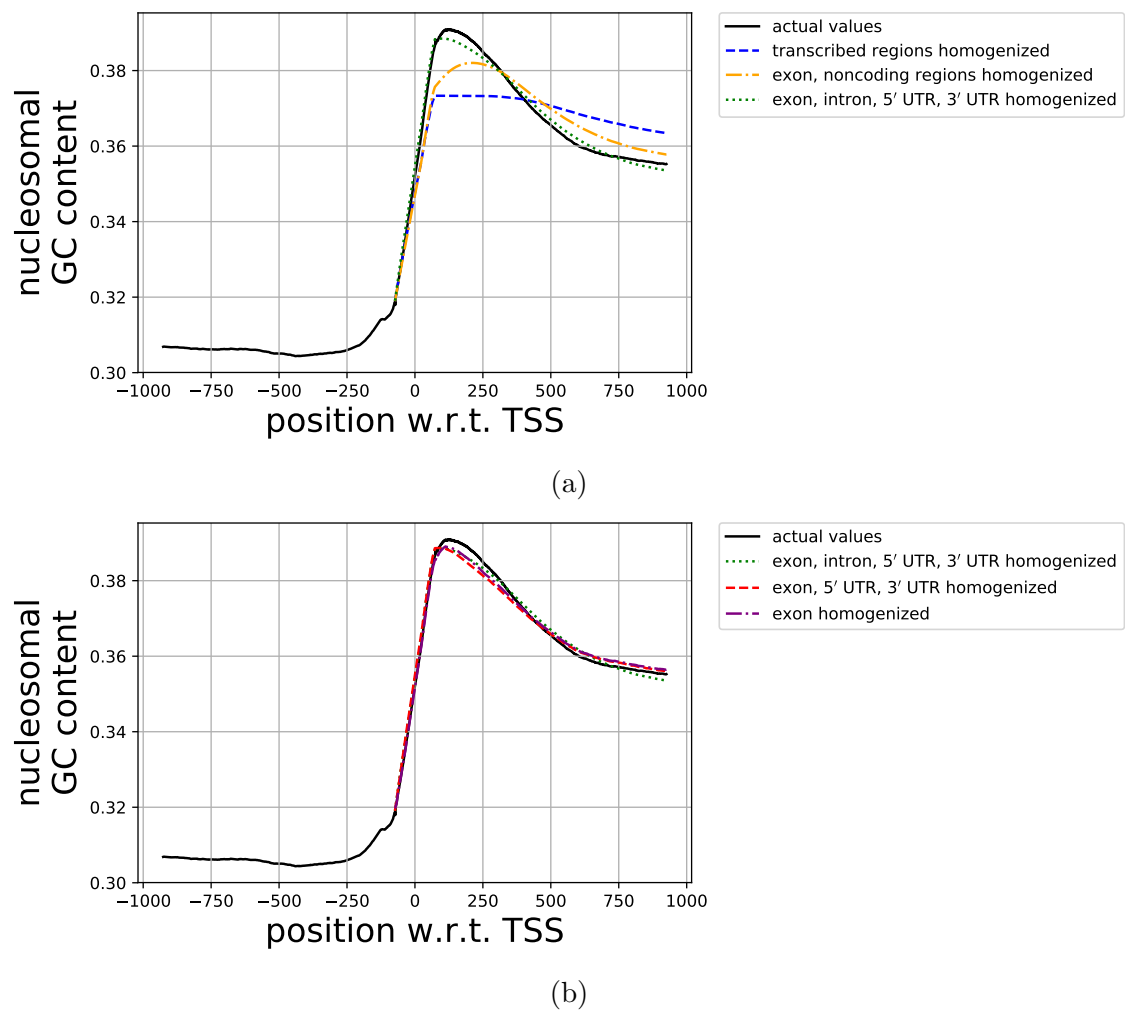 nucleosomal
GC content
0.38
0.36
0.34
0.32
0.30
−1000 −750 −500 −250 0 250 500 750 1000
position w.r.t. TSS
actual values
transcribed regions homogenized
exon, noncoding regions homogenized
exon, intron, 5′ UTR, 3′ UTR homogenized
(a)
nucleosomal
GC content
0.38
0.36
0.34
0.32
0.30
−1000 −750 −500 −250 0 250 500 750 1000
position w.r.t. TSS
actual values
exon, intron, 5′ UTR, 3′ UTR homogenized
exon, 5′ UTR, 3′ UTR homogenized
exon homogenized
(b)